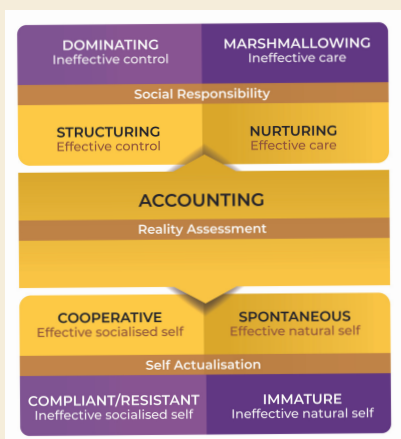 DOMINATING
Ineffective control
MARSHMALLOWING
Ineffective care
Social Responsibility
STRUCTURING
Effective control
NURTURING
Effective care
ACCOUNTING
Reality Assessment
COOPERATIVE
Effective socialised self
SPONTANEOUS
Effective natural self
Self Actualisation
COMPLIANT/RESISTANT
Ineffective socialised self
IMMATURE
Ineffective natural self